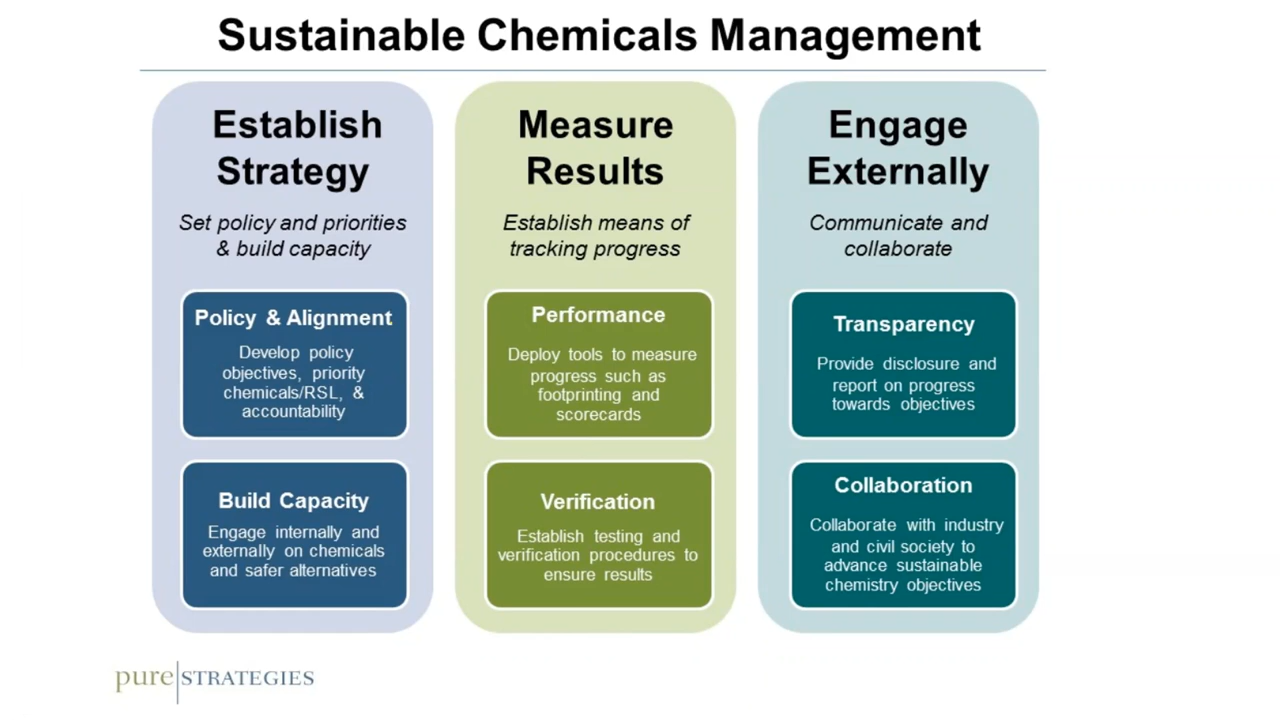 Sustainable Chemicals Management
Establish
Strategy
Set policy and priorities
& build capacity
Policy & Alignment
Develop policy
objectives, priority
chemicals/RSL, &
accountability
Build Capacity
Engage internally and
externally on chemicals
and safer alternatives
Measure
Results
Establish means of
tracking progress
Performance
Deploy tools to measure
progress such as
footprinting and
scorecards
Verification
Establish testing and
verification procedures to
ensure results
Engage
Externally
Communicate and
collaborate
Transparency
Provide disclosure and
report on progress
towards objectives
Collaboration
Collaborate with industry
and civil society to
advance sustainable
chemistry objectives
pure STRATEGIES